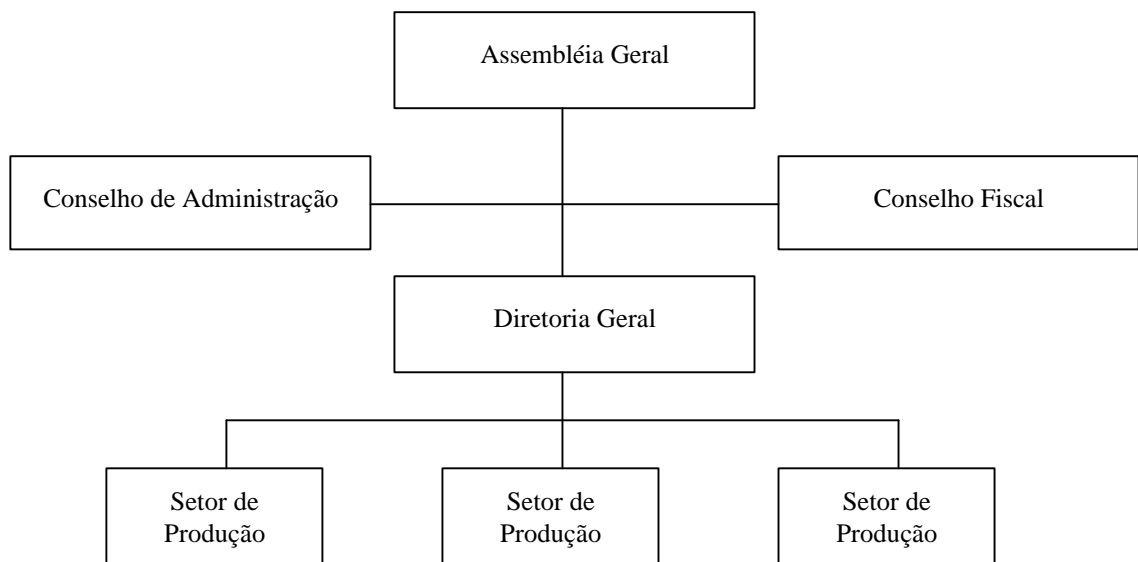 Assembléia Geral
Conselho de Administração
Conselho Fiscal
Diretoria Geral
Setor de
Produção
Setor de
Produção
Setor de
Produção